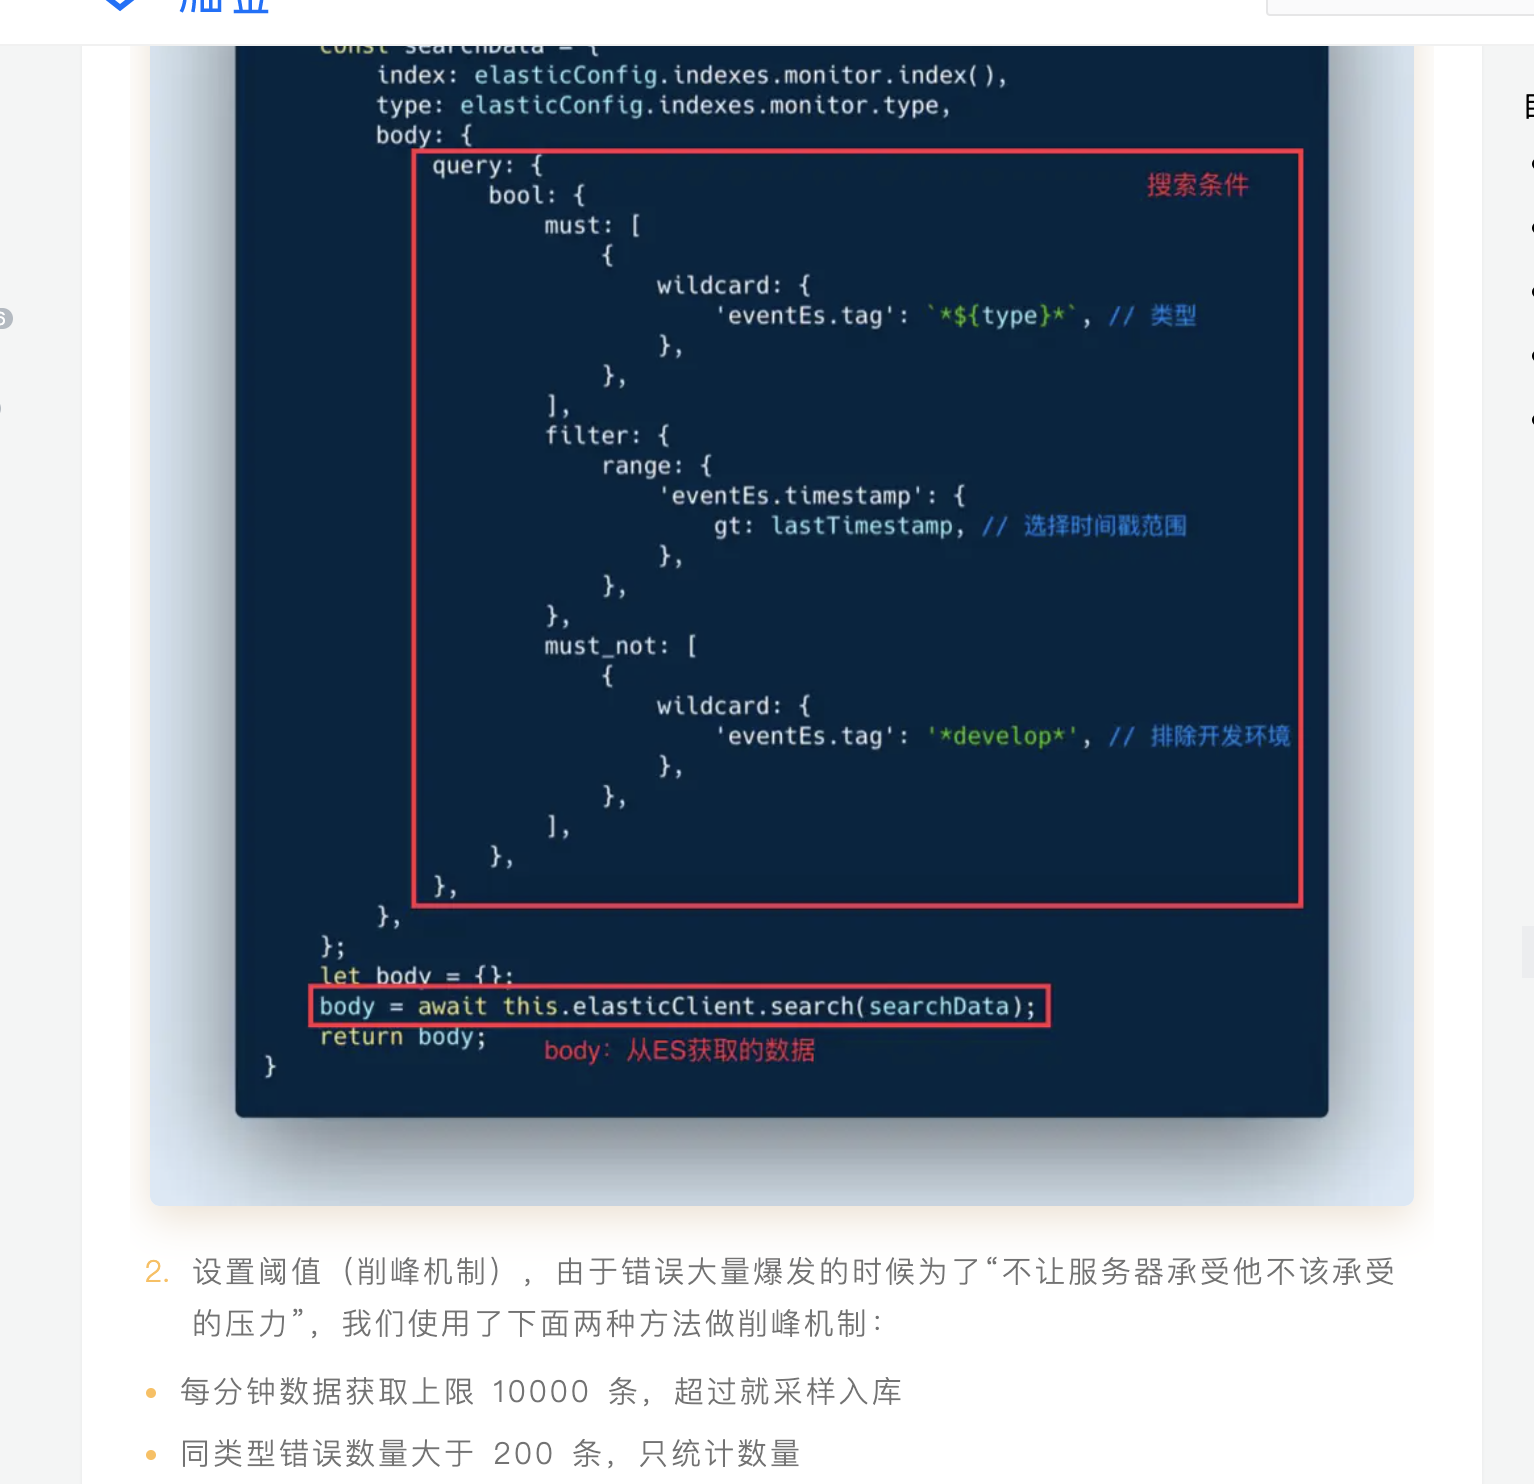 掘金
const searchData = {
index: elasticConfig.indexes.monitor.index(),
type: elasticConfig.indexes.monitor.type,
body: {
query: {
搜索条件
bool: {
must: [
{
wildcard: {
'eventEs.tag': `*${type}*`, // 类型
},
},
],
filter: {
range: {
'eventEs.timestamp': {
gt: lastTimestamp, // 选择时间戳范围
},
},
},
must_not: [
{
wildcard: {
'eventEs.tag': '*develop*', // 排除开发环境
},
},
],
},
},
},
};
let body = {};
body = await this.elasticClient.search(searchData);
return body;
body：从ES获取的数据
}
2. 设置阈值（削峰机制），由于错误大量爆发的时候为了“不让服务器承受他不该承受
的压力”，我们使用了下面两种方法做削峰机制：
• 每分钟数据获取上限 10000 条，超过就采样入库
• 同类型错误数量大于 200 条，只统计数量